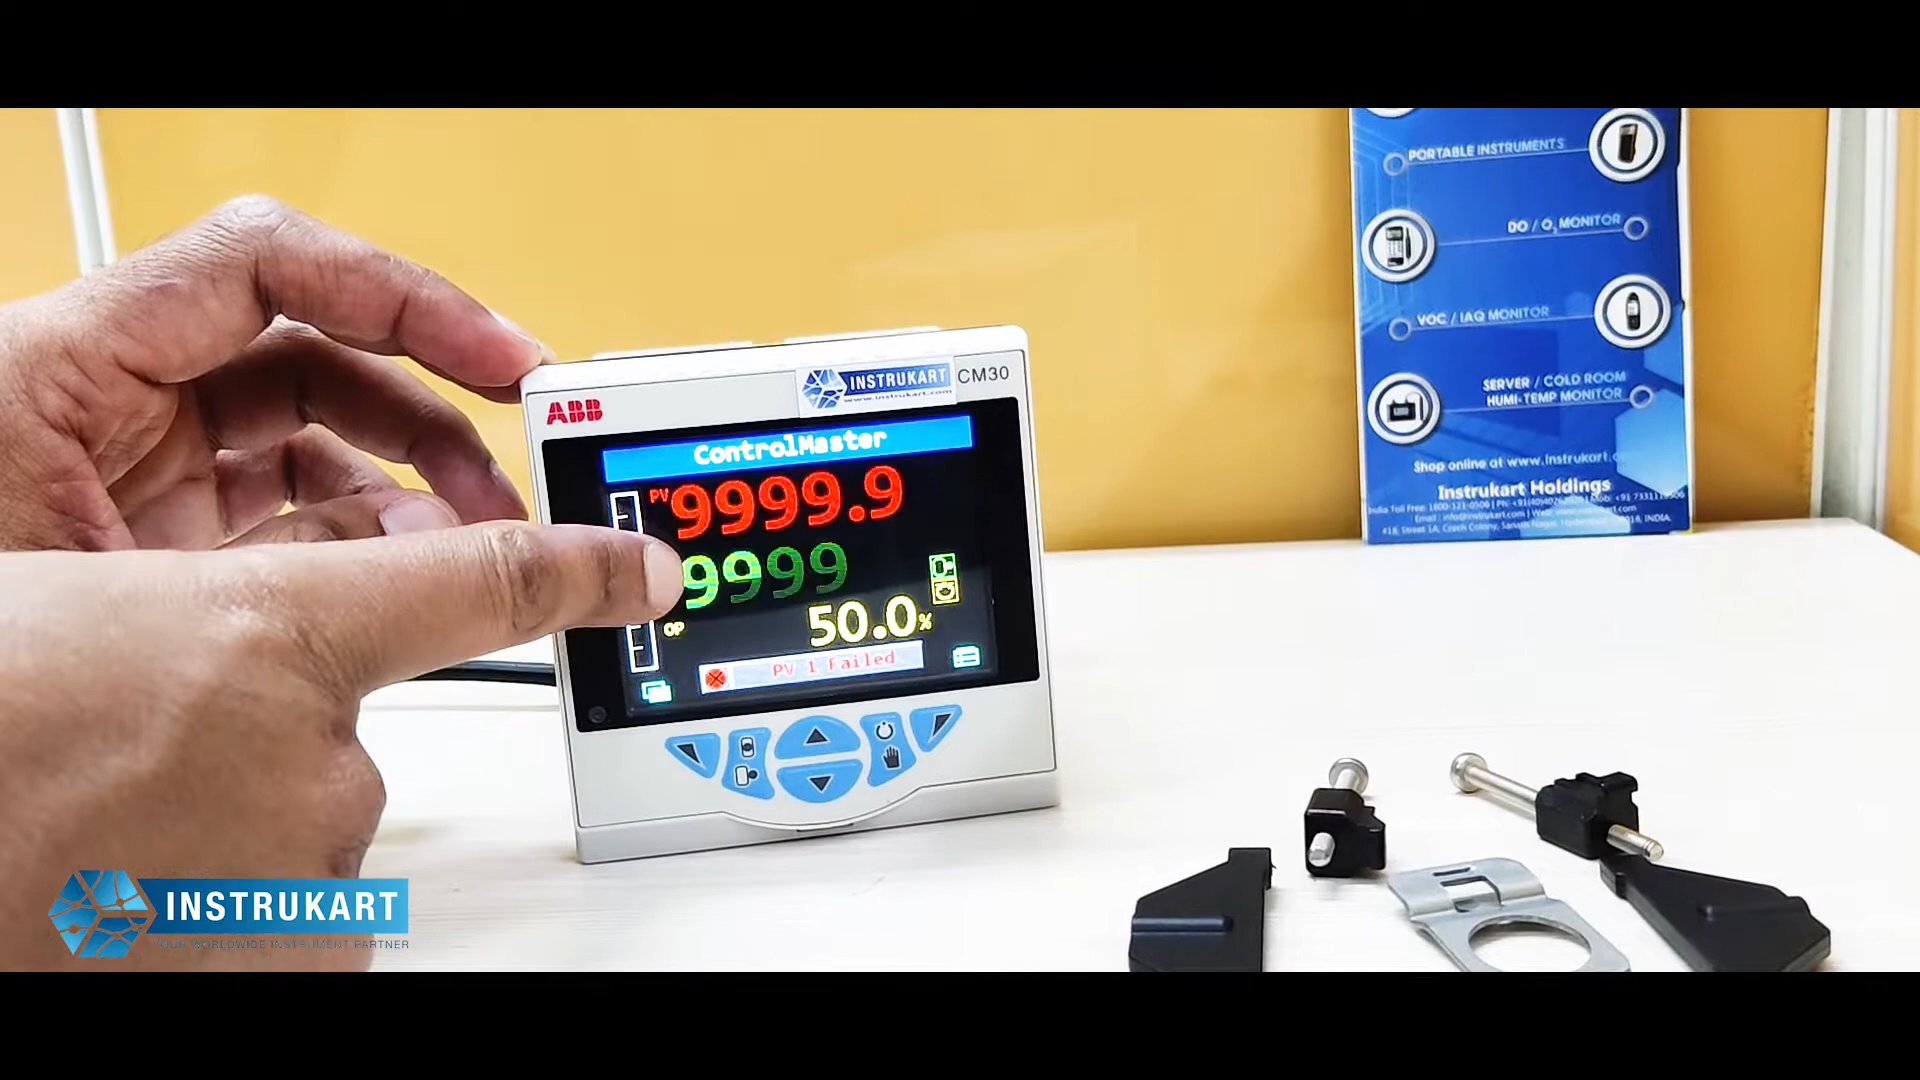 PORTABLE INSTRUMENTS
DO / O₂ MONITOR
VOC / IAQ MONITOR
SERVER / COLD ROOM
HUMI-TEMP MONITOR
Shop online at www.instrukart.c
Instrukart Holdings
ABB
INSTRUKART
www.instrukart.com
CM30
ControlMaster
PV 9999.9
9999
OP 50.0%
PV 1 Failed
INSTRUKART
YOUR WORLDWIDE INSTRUMENT PARTNER